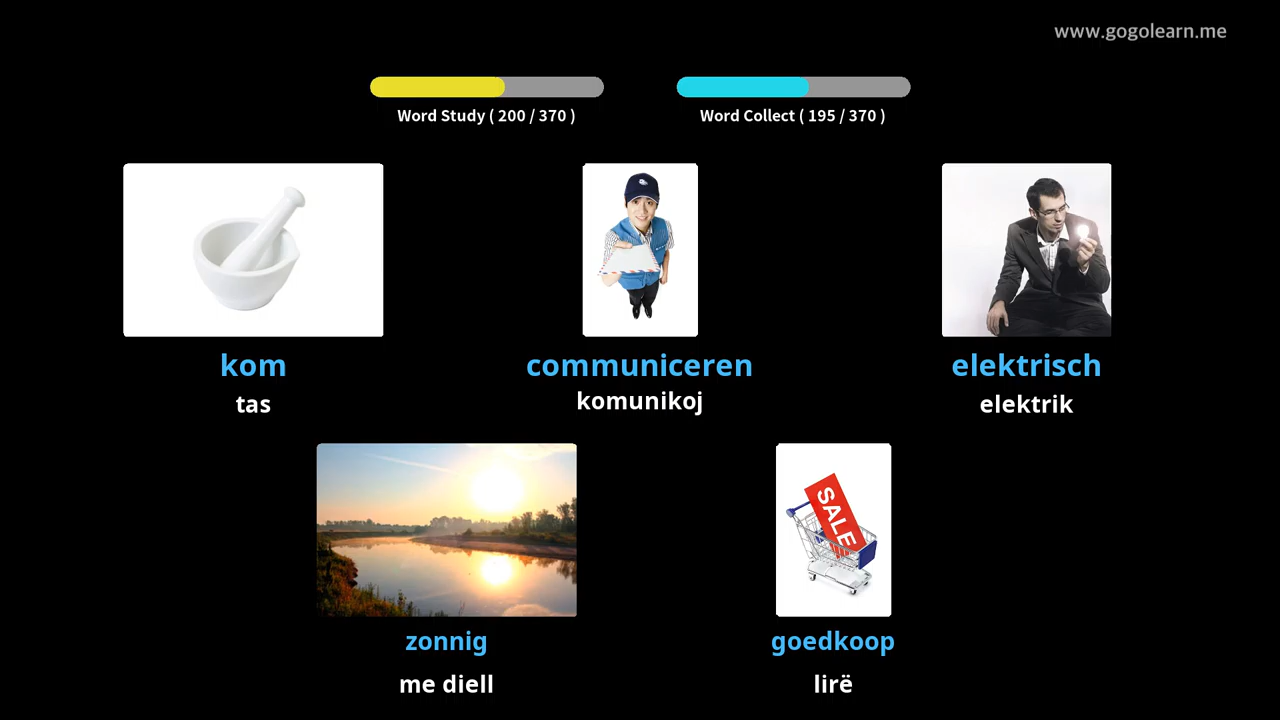 www.gogolearn.me
Word Study ( 200 / 370 )
Word Collect ( 195 / 370 )
kom
tas
communiceren
komunikoj
elektrisch
elektrik
SALE
zonnig
me diell
goedkoop
lirë